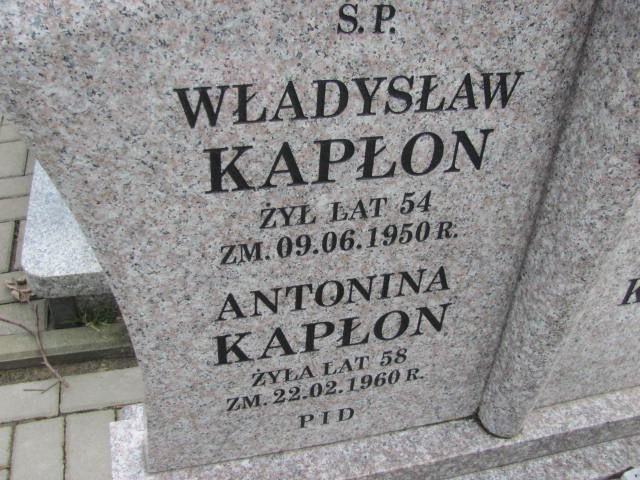 S.P.
WŁADYSŁAW
KAPŁON
ŻYŁ LAT 54
ZM. 09.06.1950 R.
ANTONINA
KAPŁON
ŻYŁA LAT 58
ZM. 22.02.1960 R.
PID
K